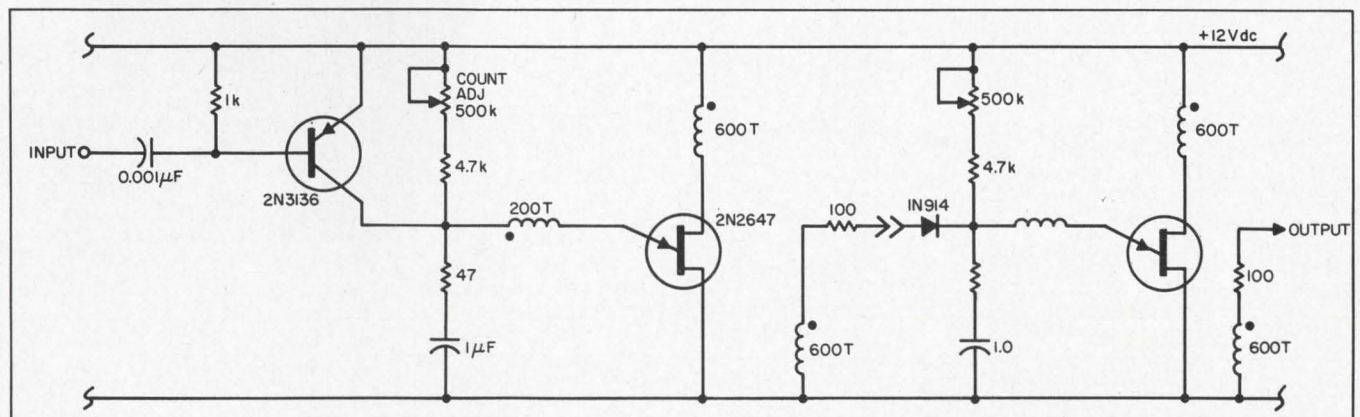 +12Vdc
COUNT
ADJ
500k
1k
4.7k
INPUT
0.001µF
2N3136
200T
600T
2N2647
47
1µF
100
1N914
500k
4.7k
600T
600T
1.0
OUTPUT
100
600T